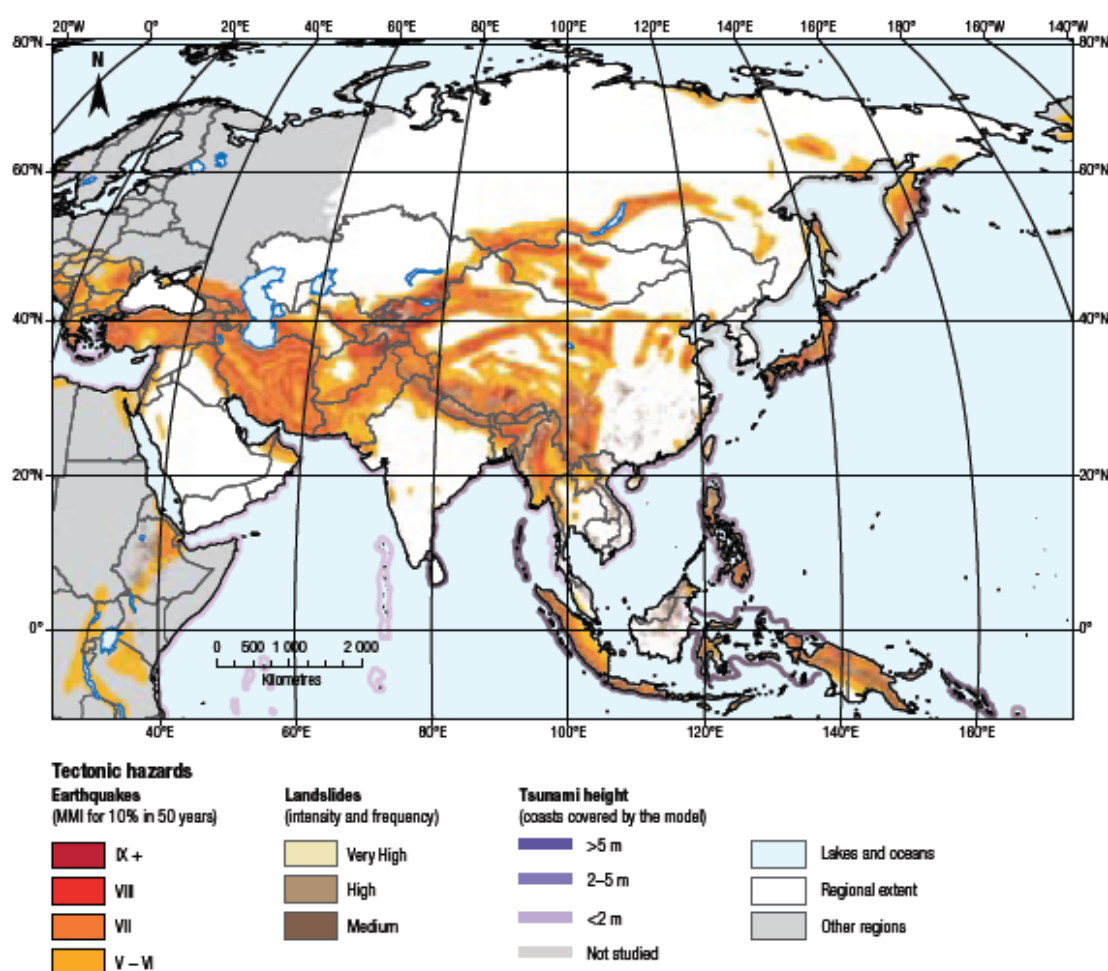 20°W 0° 20°E 40°E 60°E 80°E 100°E 120°E 140°E 160°E 180°E 160°W 140°W
80°N 80°N
N
60°N 60°N
40°N 40°N
20°N 20°N
0° 0°
0 500 1 000 2 000
Kilometres
40°E 60°E 80°E 100°E 120°E 140°E 160°E
Tectonic hazards
Earthquakes
(MMI for 10% in 50 years)
IX +
VIII
VII
V – VI
Landslides
(intensity and frequency)
Very High
High
Medium
Tsunami height
(coasts covered by the model)
>5 m
2–5 m
<2 m
Not studied
Lakes and oceans
Regional extent
Other regions